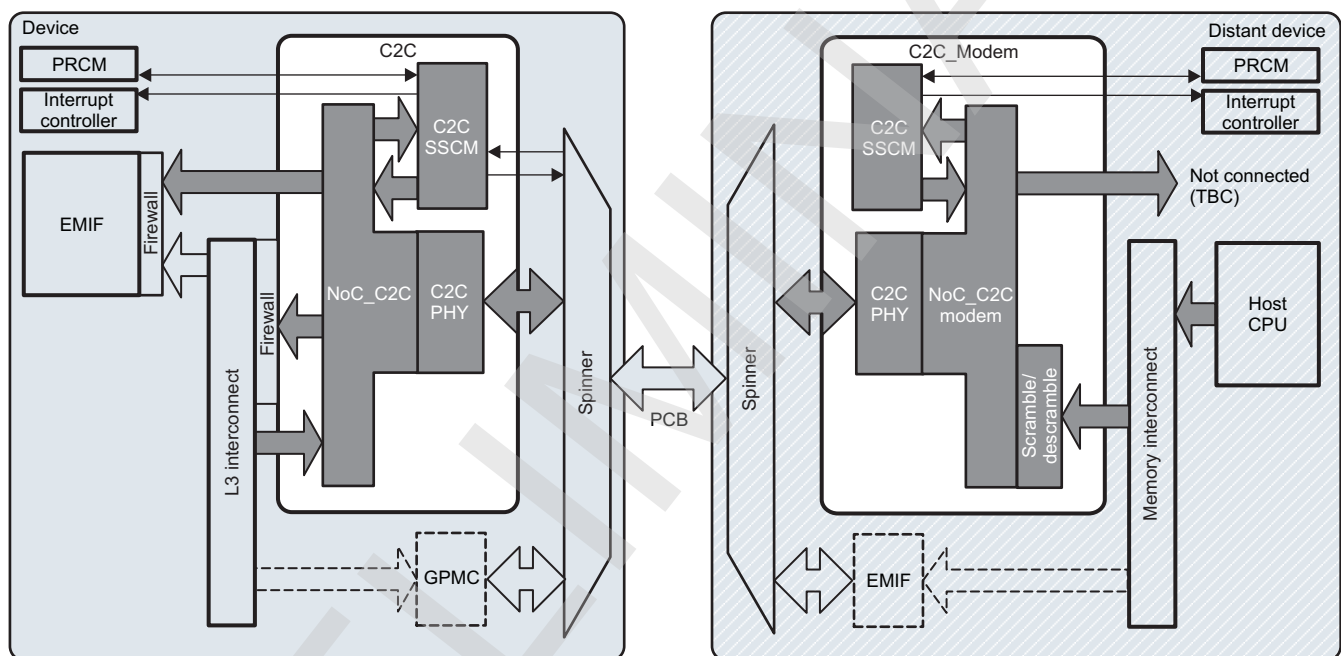 Device
Distant device
C2C
C2C_Modem
PRCM
PRCM
Interrupt
controller
Interrupt
controller
C2C
SSCM
C2C
SSCM
Not connected
(TBC)
EMIF
Firewall
Firewall
NoC_C2C
C2C
PHY
C2C
PHY
NoC_C2C
modem
Host
CPU
L3 interconnect
Spinner
PCB
Spinner
Scramble/
descramble
Memory interconnect
GPMC
EMIF